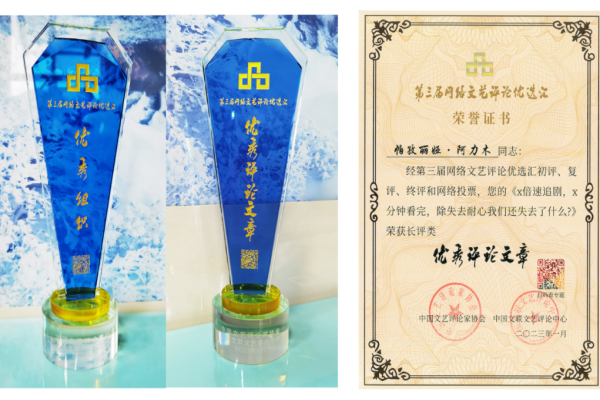 第三届网络文艺评论优选汇
优秀组织
第三届网络文艺评论优选汇
优秀评论文章
第三届网络文艺评论优选汇
荣誉证书
帕孜丽娅·阿力木 同志：
经第三届网络文艺评论优选汇初评、复
评、终评和网络投票，您的《x倍速追剧，x
分钟看完，除失去耐心我们还失去了什么?》
荣获长评类
优秀评论文章
扫码看专题
中国文艺评论家协会 中国文联文艺评论中心
二〇二三年一月